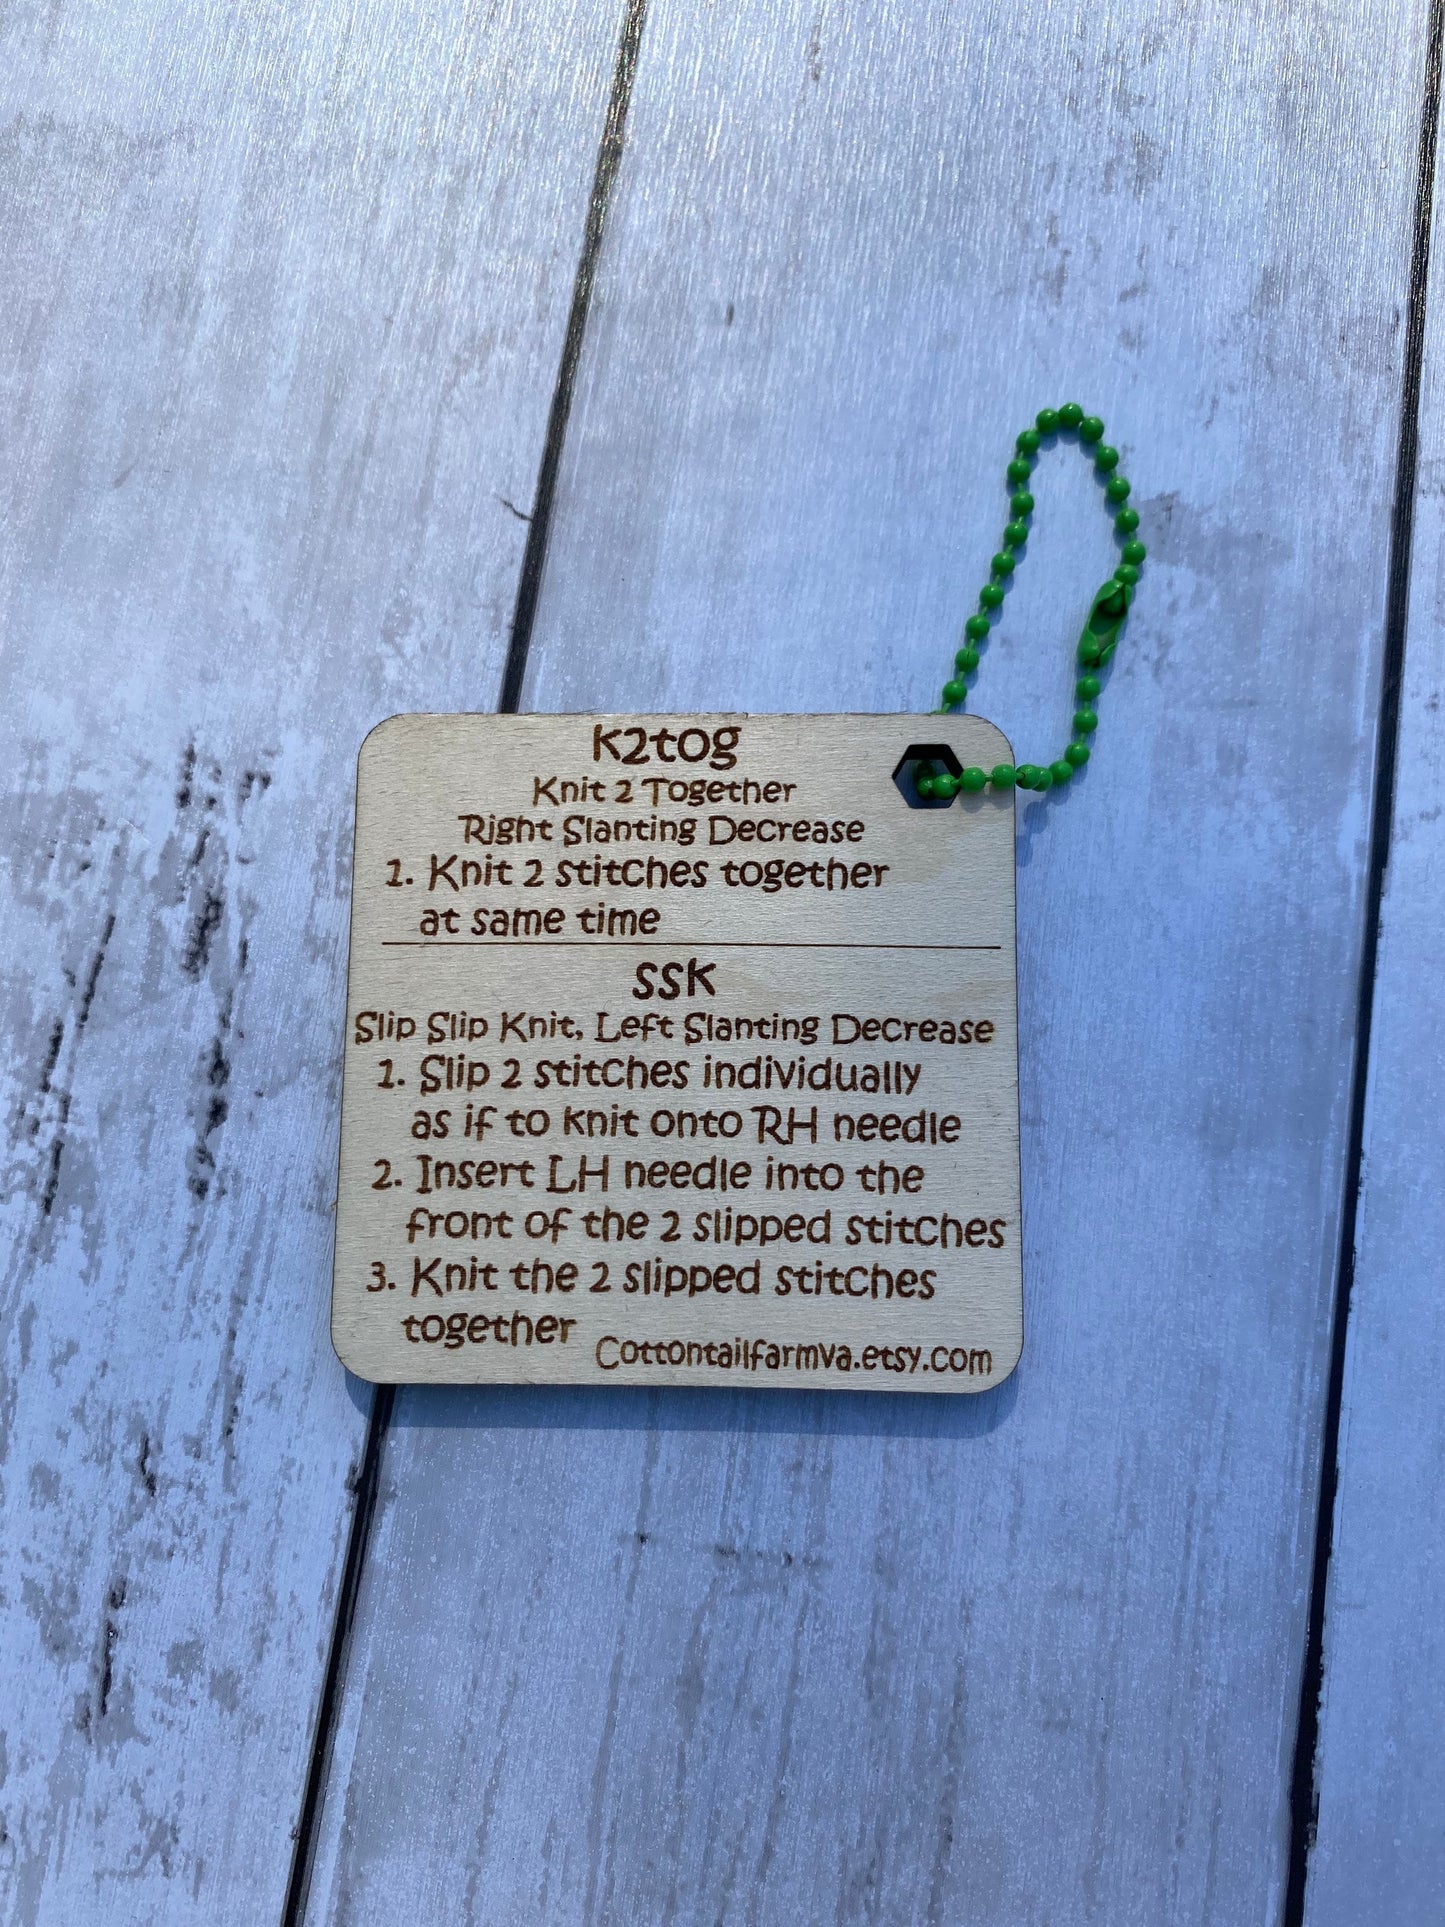 k2tog
Knit 2 Together
Right Slanting Decrease
1. Knit 2 stitches together
at same time
ssk
Slip Slip Knit, Left Slanting Decrease
1. Slip 2 stitches individually
as if to knit onto RH needle
2. Insert LH needle into the
front of the 2 slipped stitches
3. Knit the 2 slipped stitches
together
Cottontailfarmva.etsy.com